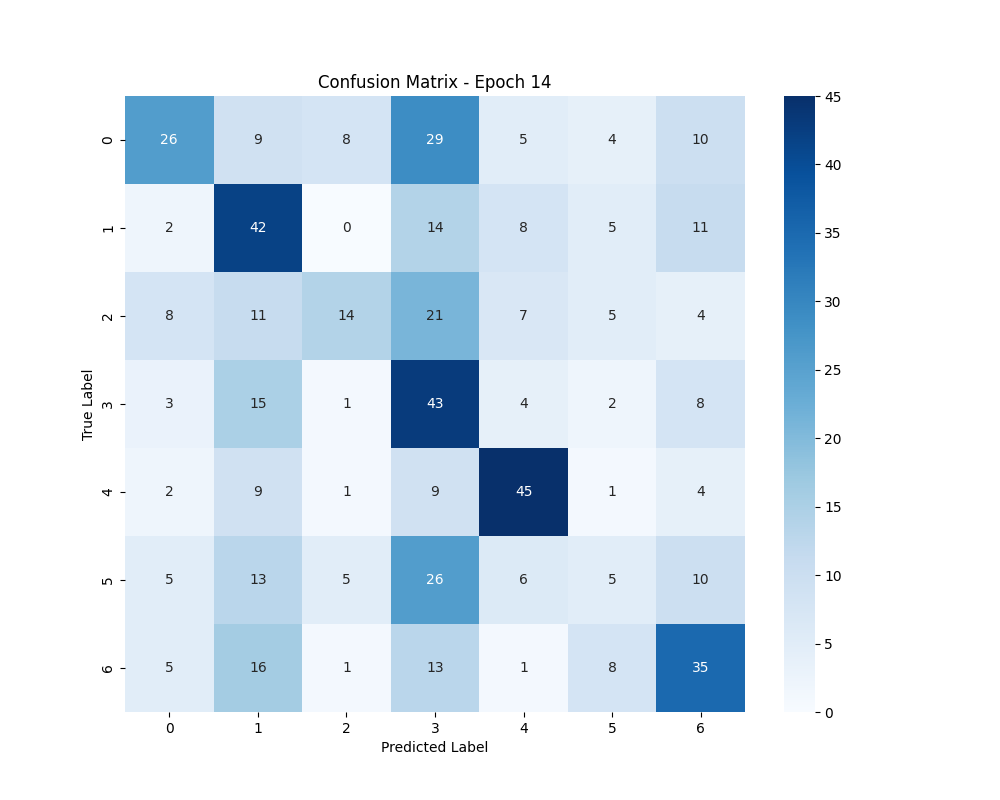 Confusion Matrix - Epoch 14
True Label
0 26 9 8 29 5 4 10
1 2 42 0 14 8 5 11
2 8 11 14 21 7 5 4
3 3 15 1 43 4 2 8
4 2 9 1 9 45 1 4
5 5 13 5 26 6 5 10
6 5 16 1 13 1 8 35
0 1 2 3 4 5 6
Predicted Label
45
40
35
30
25
20
15
10
5
0